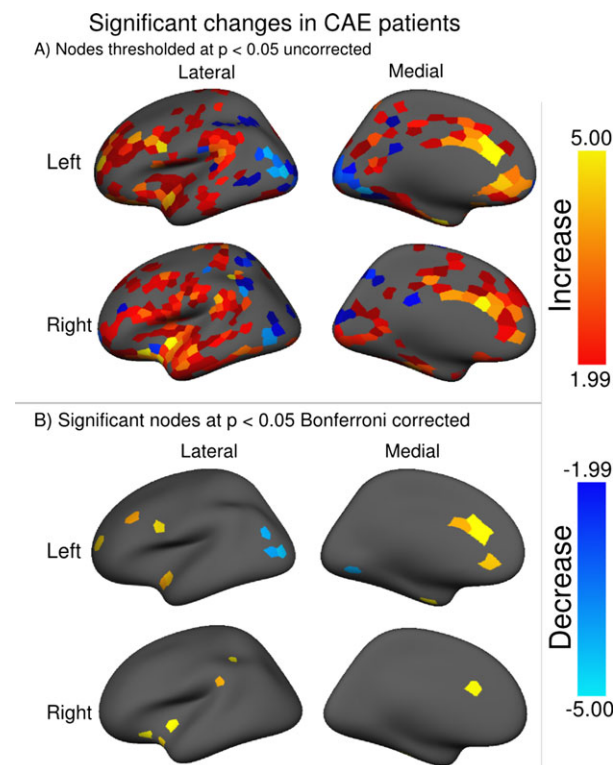 Significant changes in CAE patients
A) Nodes thresholded at p < 0.05 uncorrected
Lateral
Medial
Left
Right
5.00
Increase
1.99
B) Significant nodes at p < 0.05 Bonferroni corrected
Lateral
Medial
Left
Right
-1.99
Decrease
-5.00